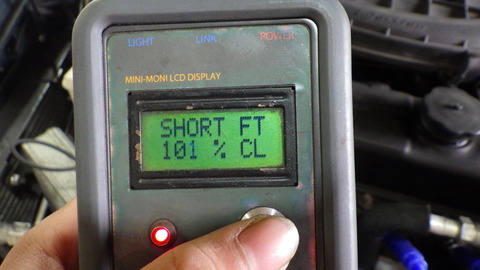 LIGHT LINK POWER
MINI-MONI LCD DISPLAY
SHORT FT
101 % CL